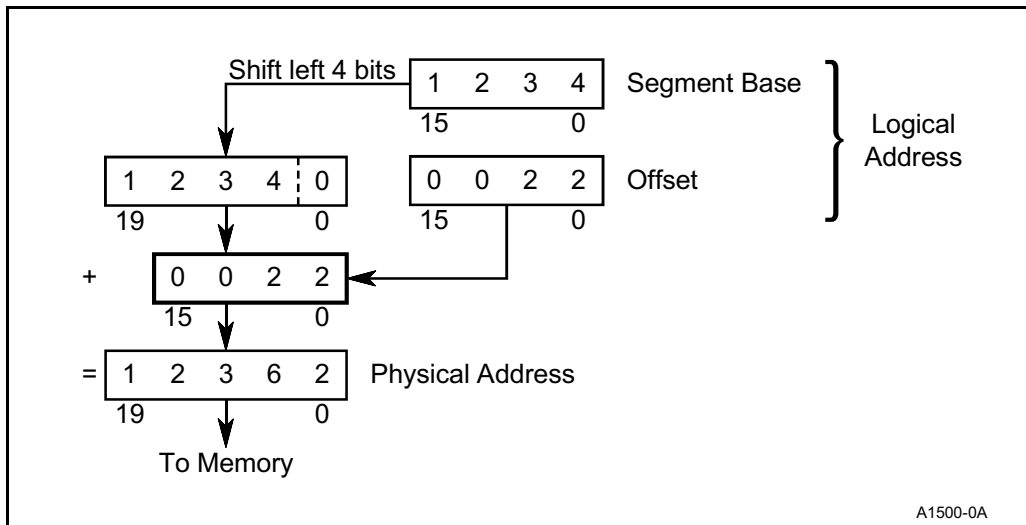 Shift left 4 bits
1 2 3 4 Segment Base
15 0
Logical
Address
1 2 3 4 0
19 0
0 0 2 2 Offset
15 0
+ 0 0 2 2
15 0
= 1 2 3 6 2 Physical Address
19 0
To Memory
A1500-0A